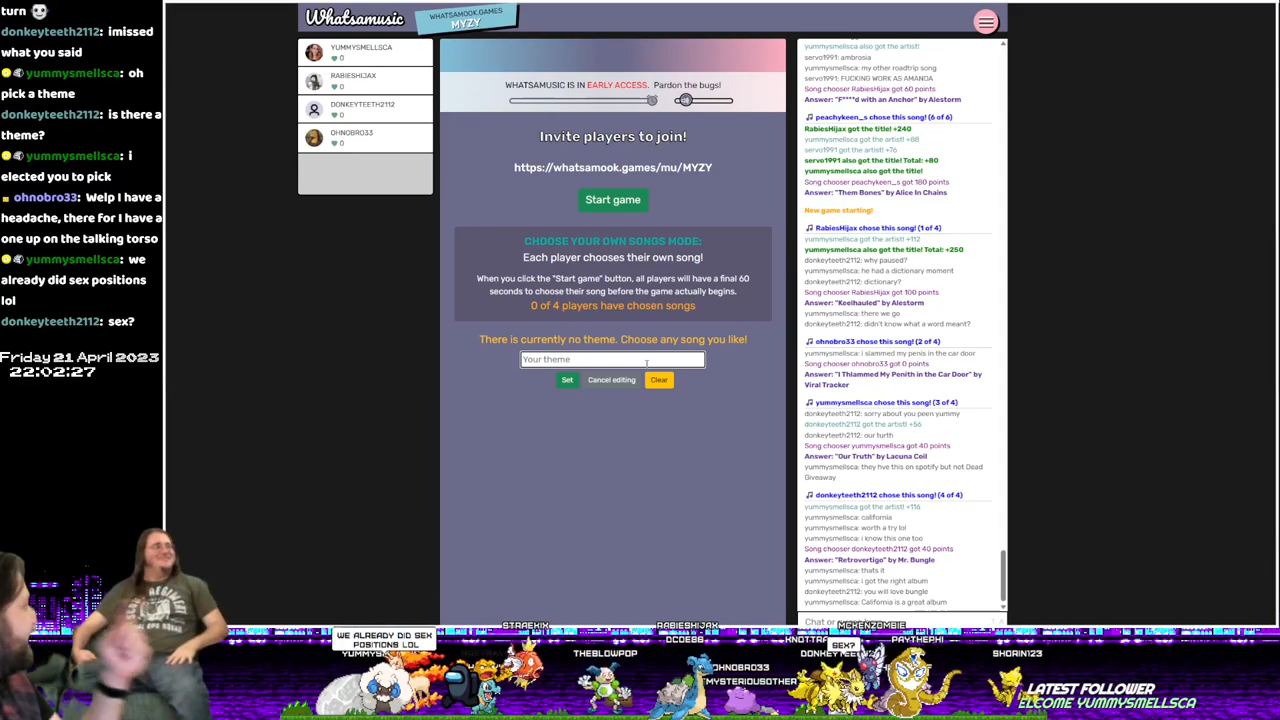 turn
donkeyteeth2112: imissed
what you said
yummysmellsca: oh
pick a theme
donkeyteeth2112: is there a
theme?
yummysmellsca: i
elected you to pick
ohnobro33: Wish I have a
headache, there for I have
one up on the talking verso
yummysmellsca: we
already did sex positions
lol
donkeyteeth2112: sex?
Friday 21 April 2023
22:02:27
Whatsamusic
WHATSAMOOK.GAMES
MYZY
YUMMYSMELLSCA
0
RABIESHIJAX
0
DONKEYTEETH2112
0
OHNOBRO33
0
WHATSAMUSIC IS IN EARLY ACCESS. Pardon the bugs!
Invite players to join!
https://whatsamook.games/mu/MYZY
Start game
CHOOSE YOUR OWN SONGS MODE:
Each player chooses their own song!
When you click the "Start game" button, all players will have a final 60
seconds to choose their song before the game actually begins.
0 of 4 players have chosen songs
There is currently no theme. Choose any song you like!
Your theme
Set
Cancel editing
Clear
yummysmellsca also got the artist!
servo1991: ambrosia
yummysmellsca: my other roadtrip song
servo1991: FUCKING WORK AS AMANDA
Song chooser RabiesHijax got 60 points
Answer: "F****d with an Anchor" by Alestorm
peachykeen_s chose this song! (6 of 6)
RabiesHijax got the title! +240
yummysmellsca got the artist! +88
servo1991 got the artist! +76
servo1991 also got the title! Total: +80
yummysmellsca also got the title!
Song chooser peachykeen_s got 180 points
Answer: "Them Bones" by Alice In Chains
New game starting!
RabiesHijax chose this song! (1 of 4)
yummysmellsca got the artist! +112
yummysmellsca also got the title! Total: +250
donkeyteeth2112: why paused?
yummysmellsca: he had a dictionary moment
donkeyteeth2112: dictionary?
Song chooser RabiesHijax got 100 points
Answer: "Keelhauled" by Alestorm
yummysmellsca: there we go
donkeyteeth2112: didn't know what a word meant?
ohnobro33 chose this song! (2 of 4)
yummysmellsca: i slammed my penis in the car door
Song chooser ohnobro33 got 0 points
Answer: "I Thlammed My Penith in the Car Door" by
Viral Tracker
yummysmellsca chose this song! (3 of 4)
donkeyteeth2112: sorry about you peen yummy
donkeyteeth2112 got the artist! +56
donkeyteeth2112: our turth
Song chooser yummysmellsca got 40 points
Answer: "Our Truth" by Lacuna Coil
yummysmellsca: they hve this on spotify but not Dead
Giveaway
donkeyteeth2112 chose this song! (4 of 4)
yummysmellsca got the artist! +116
yummysmellsca: california
yummysmellsca: worth a try lol
yummysmellsca: i know this one too
Song chooser donkeyteeth2112 got 40 points
Answer: "Retrovertigo" by Mr. Bungle
yummysmellsca: thats it
yummysmellsca: i got the right album
donkeyteeth2112: you will love bungle
yummysmellsca: California is a great album
Chat or
WE ALREADY DID SEX
POSITIONS LOL
STRAEHIX
RABIESHIJAX
MCKENZOMBIE
SEX?
THEBLOWPOP
OHNOBRO33
MYSTERIOUSOTHER
PAYTHEPHI
SHORIN123
LATEST FOLLOWER
ELCOME YUMMYSMELLSCA